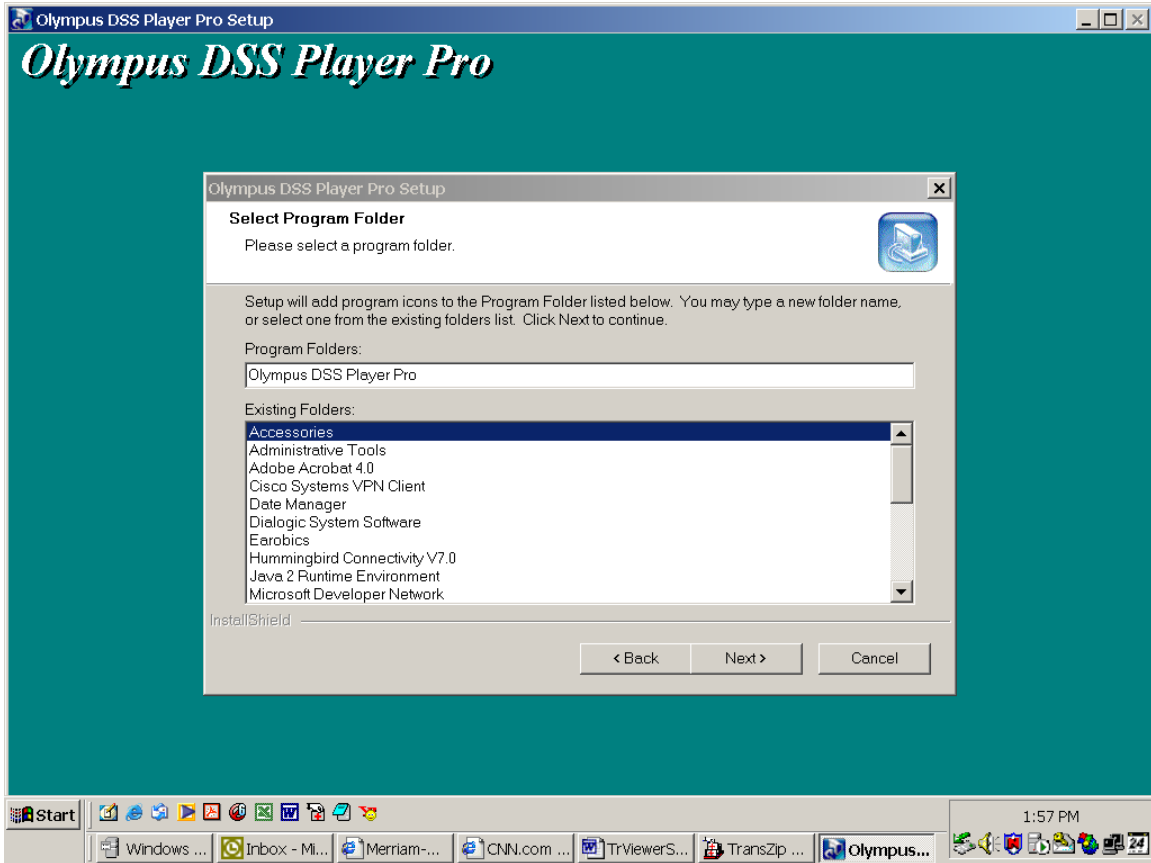 Olympus DSS Player Pro Setup
Olympus DSS Player Pro
Olympus DSS Player Pro Setup
Select Program Folder
Please select a program folder.
Setup will add program icons to the Program Folder listed below. You may type a new folder name,
or select one from the existing folders list. Click Next to continue.
Program Folders:
Olympus DSS Player Pro
Existing Folders:
Accessories
Administrative Tools
Adobe Acrobat 4.0
Cisco Systems VPN Client
Date Manager
Dialogic System Software
Earobics
Hummingbird Connectivity V7.0
Java 2 Runtime Environment
Microsoft Developer Network
InstallShield
< Back Next > Cancel
Start 1:57 PM
Windows ... Inbox - Mi... Merriam-... CNN.com ... TrViewerS... TransZip ... Olympus... 24